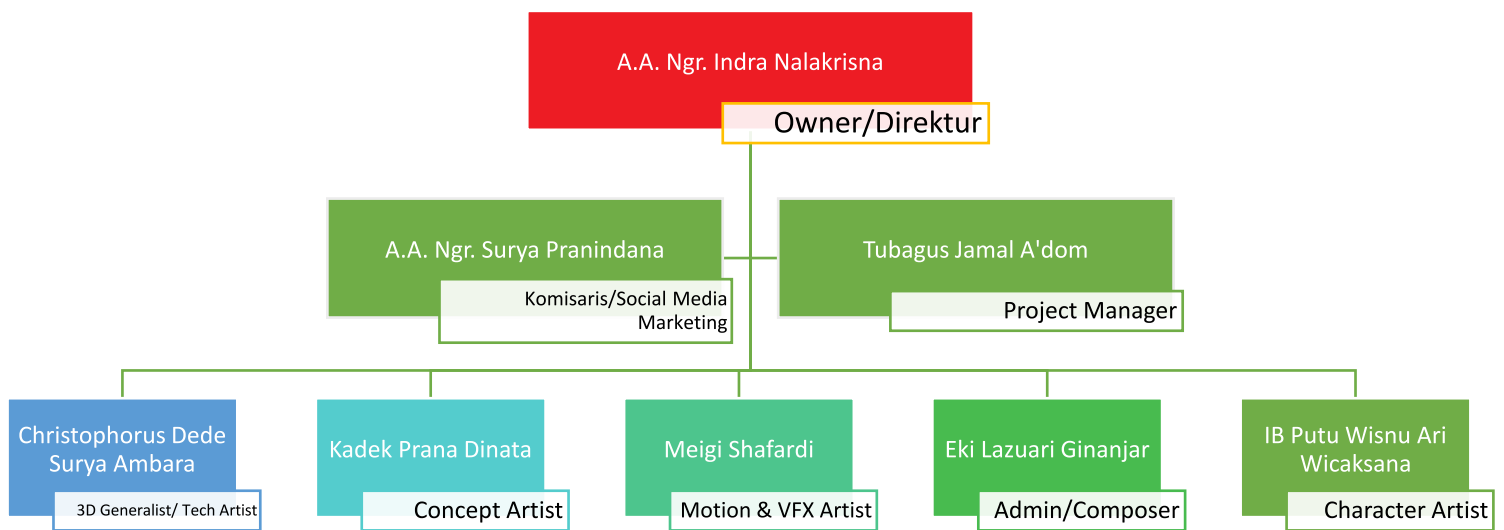 A.A. Ngr. Indra Nalakrisna
Owner/Direktur
A.A. Ngr. Surya Pranindana
Komisaris/Social Media
Marketing
Tubagus Jamal A'dom
Project Manager
Christophorus Dede
Surya Ambara
3D Generalist/ Tech Artist
Kadek Prana Dinata
Concept Artist
Meigi Shafardi
Motion & VFX Artist
Eki Lazuari Ginanjar
Admin/Composer
IB Putu Wisnu Ari
Wicaksana
Character Artist